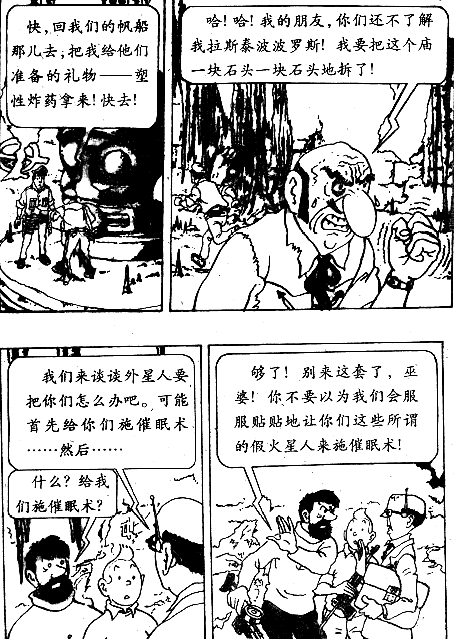 快,回我们的帆船
那儿去;把我给他们
准备的礼物——塑
性炸药拿来!快去!
哈!哈!我的朋友,你们还不了解
我拉斯泰波波罗斯!我要把这个庙
一块石头一块石头地拆了!
我们来谈谈外星人要
把你们怎么办吧。可能
首先给你们施催眠术
……然后……
什么?给我
们施催眠术?
够了!别来这套了,巫
婆!你不要以为我们会服
服贴贴地让你们这些所谓
的假火星人来施催眠术!